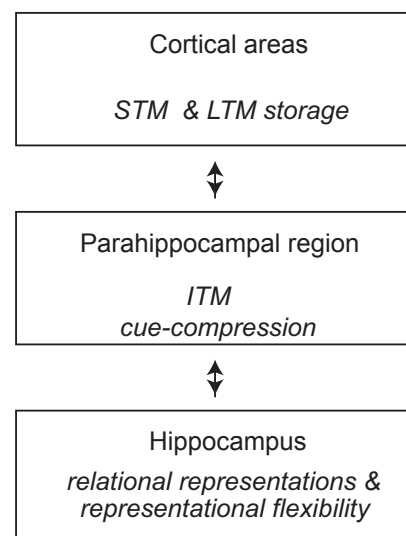 Cortical areas
STM & LTM storage
Parahippocampal region
ITM
cue-compression
Hippocampus
relational representations &
representational flexibility